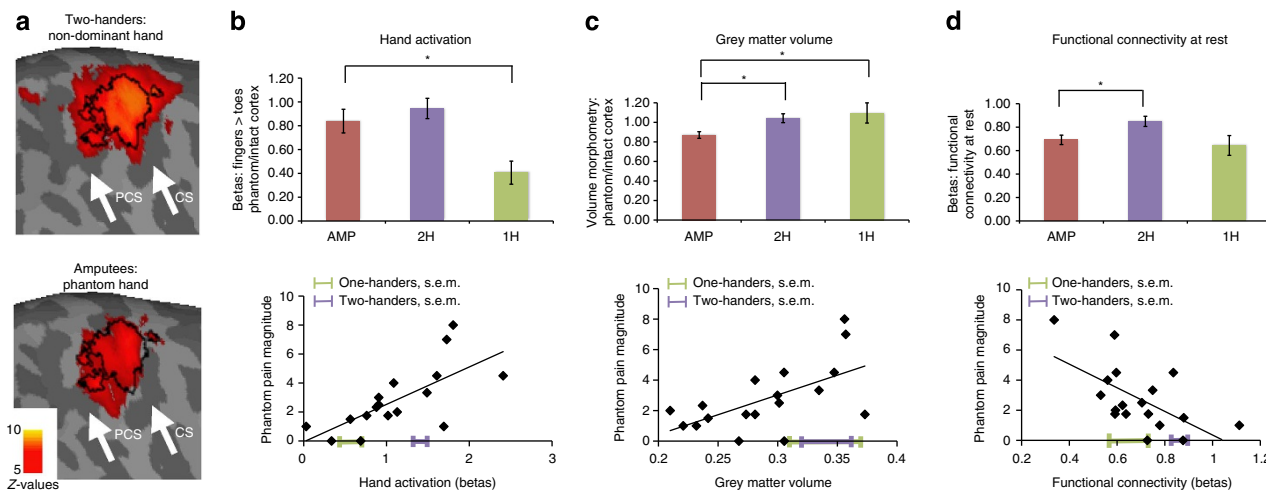 a
Two-handers:
non-dominant hand
PCS
CS
Amputees:
phantom hand
PCS
CS
10
5
Z-values
b
Hand activation
*
Betas: fingers > toes
phantom/intact cortex
1.20
1.00
0.80
0.60
0.40
0.20
0.00
AMP 2H 1H
One-handers, s.e.m.
Two-handers, s.e.m.
Phantom pain magnitude
10
8
6
4
2
0
0 1 2 3
Hand activation (betas)
c
Grey matter volume
*
*
Volume morphometry:
phantom/intact cortex
1.20
1.00
0.80
0.60
0.40
0.20
0.00
AMP 2H 1H
One-handers, s.e.m.
Two-handers, s.e.m.
Phantom pain magnitude
10
8
6
4
2
0
0.2 0.25 0.3 0.35 0.4
Grey matter volume
d
Functional connectivity at rest
*
Betas: functional
connectivity at rest
1.00
0.80
0.60
0.40
0.20
0.00
AMP 2H 1H
One-handers, s.e.m.
Two-handers, s.e.m.
Phantom pain magnitude
10
8
6
4
2
0
0.2 0.4 0.6 0.8 1 1.2
Functional connectivity (betas)